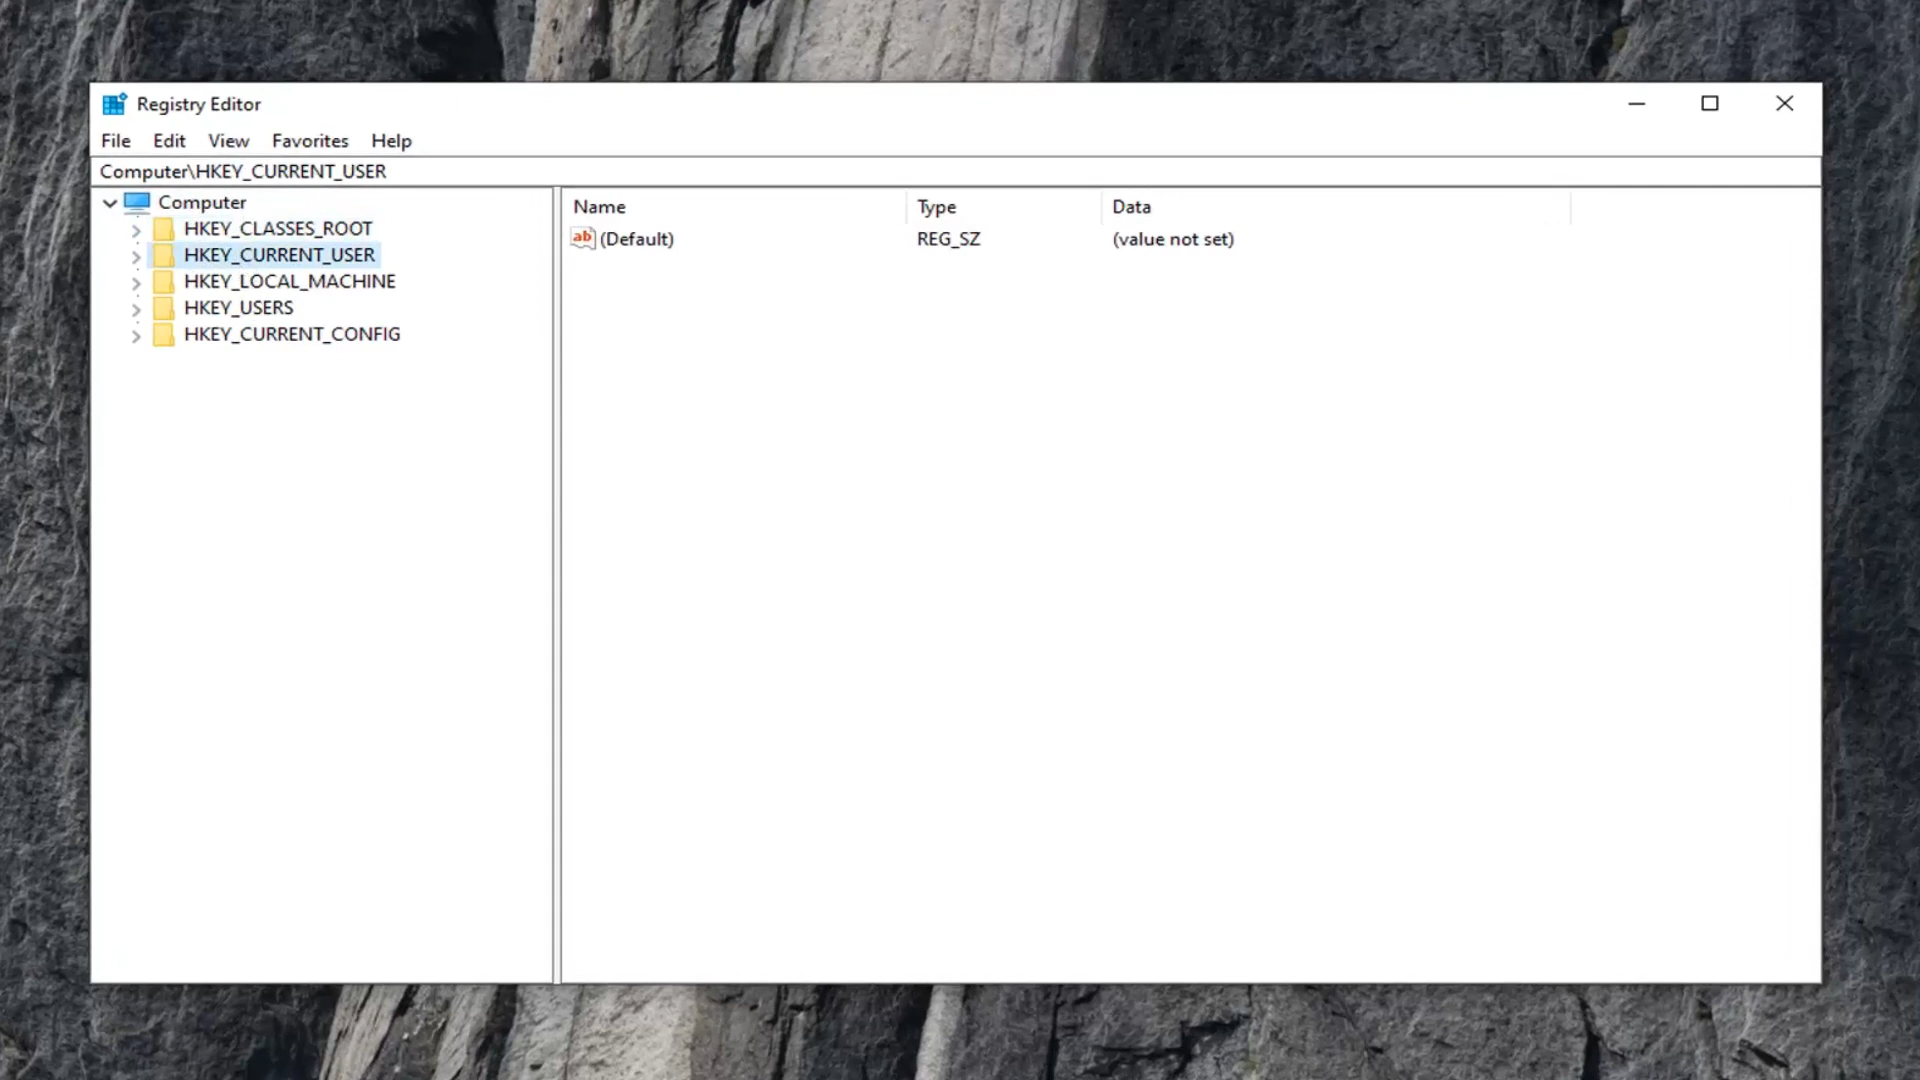 Registry Editor
File Edit View Favorites Help
Computer\HKEY_CURRENT_USER
Computer
HKEY_CLASSES_ROOT
HKEY_CURRENT_USER
HKEY_LOCAL_MACHINE
HKEY_USERS
HKEY_CURRENT_CONFIG
Name Type Data
ab (Default) REG_SZ (value not set)